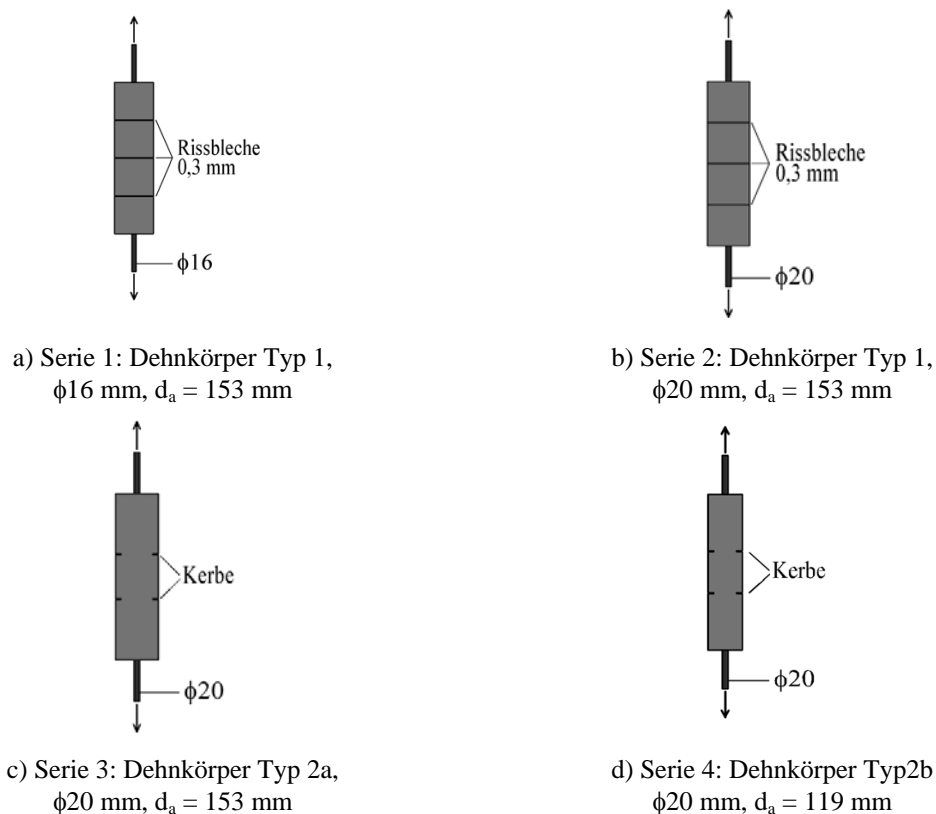 Rissbleche
0,3 mm
ϕ16
a) Serie 1: Dehnkörper Typ 1,
ϕ16 mm, dₐ = 153 mm
Rissbleche
0,3 mm
ϕ20
b) Serie 2: Dehnkörper Typ 1,
ϕ20 mm, dₐ = 153 mm
Kerbe
ϕ20
c) Serie 3: Dehnkörper Typ 2a,
ϕ20 mm, dₐ = 153 mm
Kerbe
ϕ20
d) Serie 4: Dehnkörper Typ2b
ϕ20 mm, dₐ = 119 mm